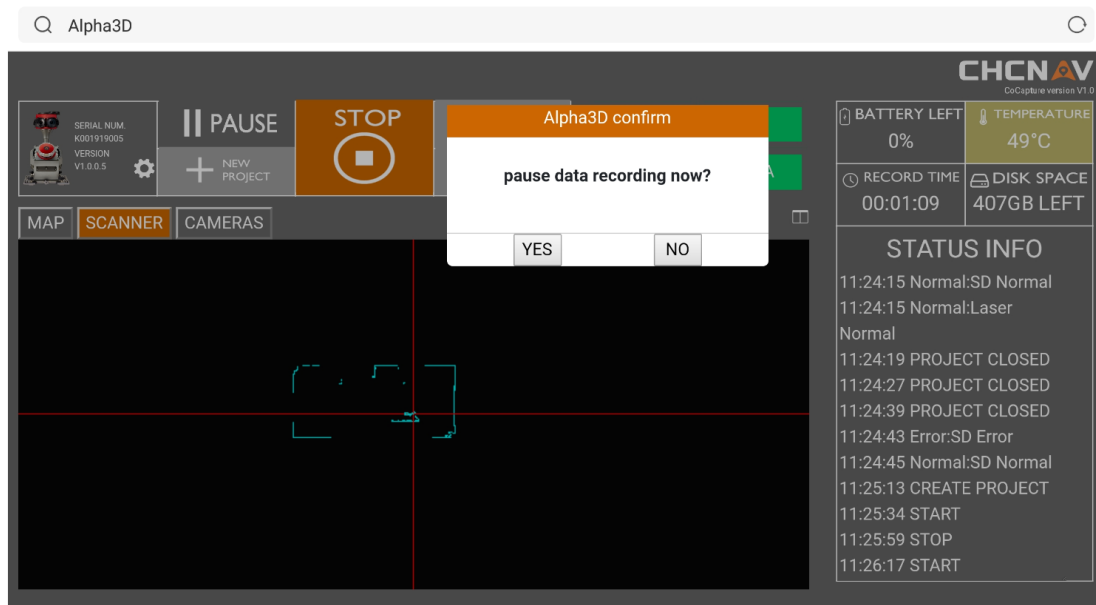 Alpha3D
CHCNAV
CoCapture version V1.0
SERIAL NUM.
K001919005
VERSION
V1.0.0.5
PAUSE
NEW
PROJECT
STOP
Alpha3D confirm
pause data recording now?
YES
NO
A
BATTERY LEFT
0%
TEMPERATURE
49°C
RECORD TIME
00:01:09
DISK SPACE
407GB LEFT
MAP
SCANNER
CAMERAS
STATUS INFO
11:24:15 Normal:SD Normal
11:24:15 Normal:Laser
Normal
11:24:19 PROJECT CLOSED
11:24:27 PROJECT CLOSED
11:24:39 PROJECT CLOSED
11:24:43 Error:SD Error
11:24:45 Normal:SD Normal
11:25:13 CREATE PROJECT
11:25:34 START
11:25:59 STOP
11:26:17 START